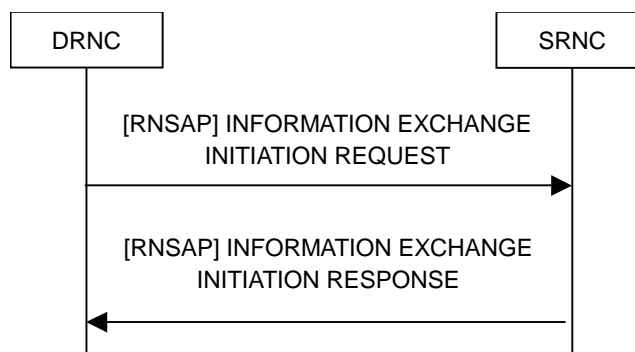 DRNC
SRNC
[RNSAP] INFORMATION EXCHANGE
INITIATION REQUEST
[RNSAP] INFORMATION EXCHANGE
INITIATION RESPONSE